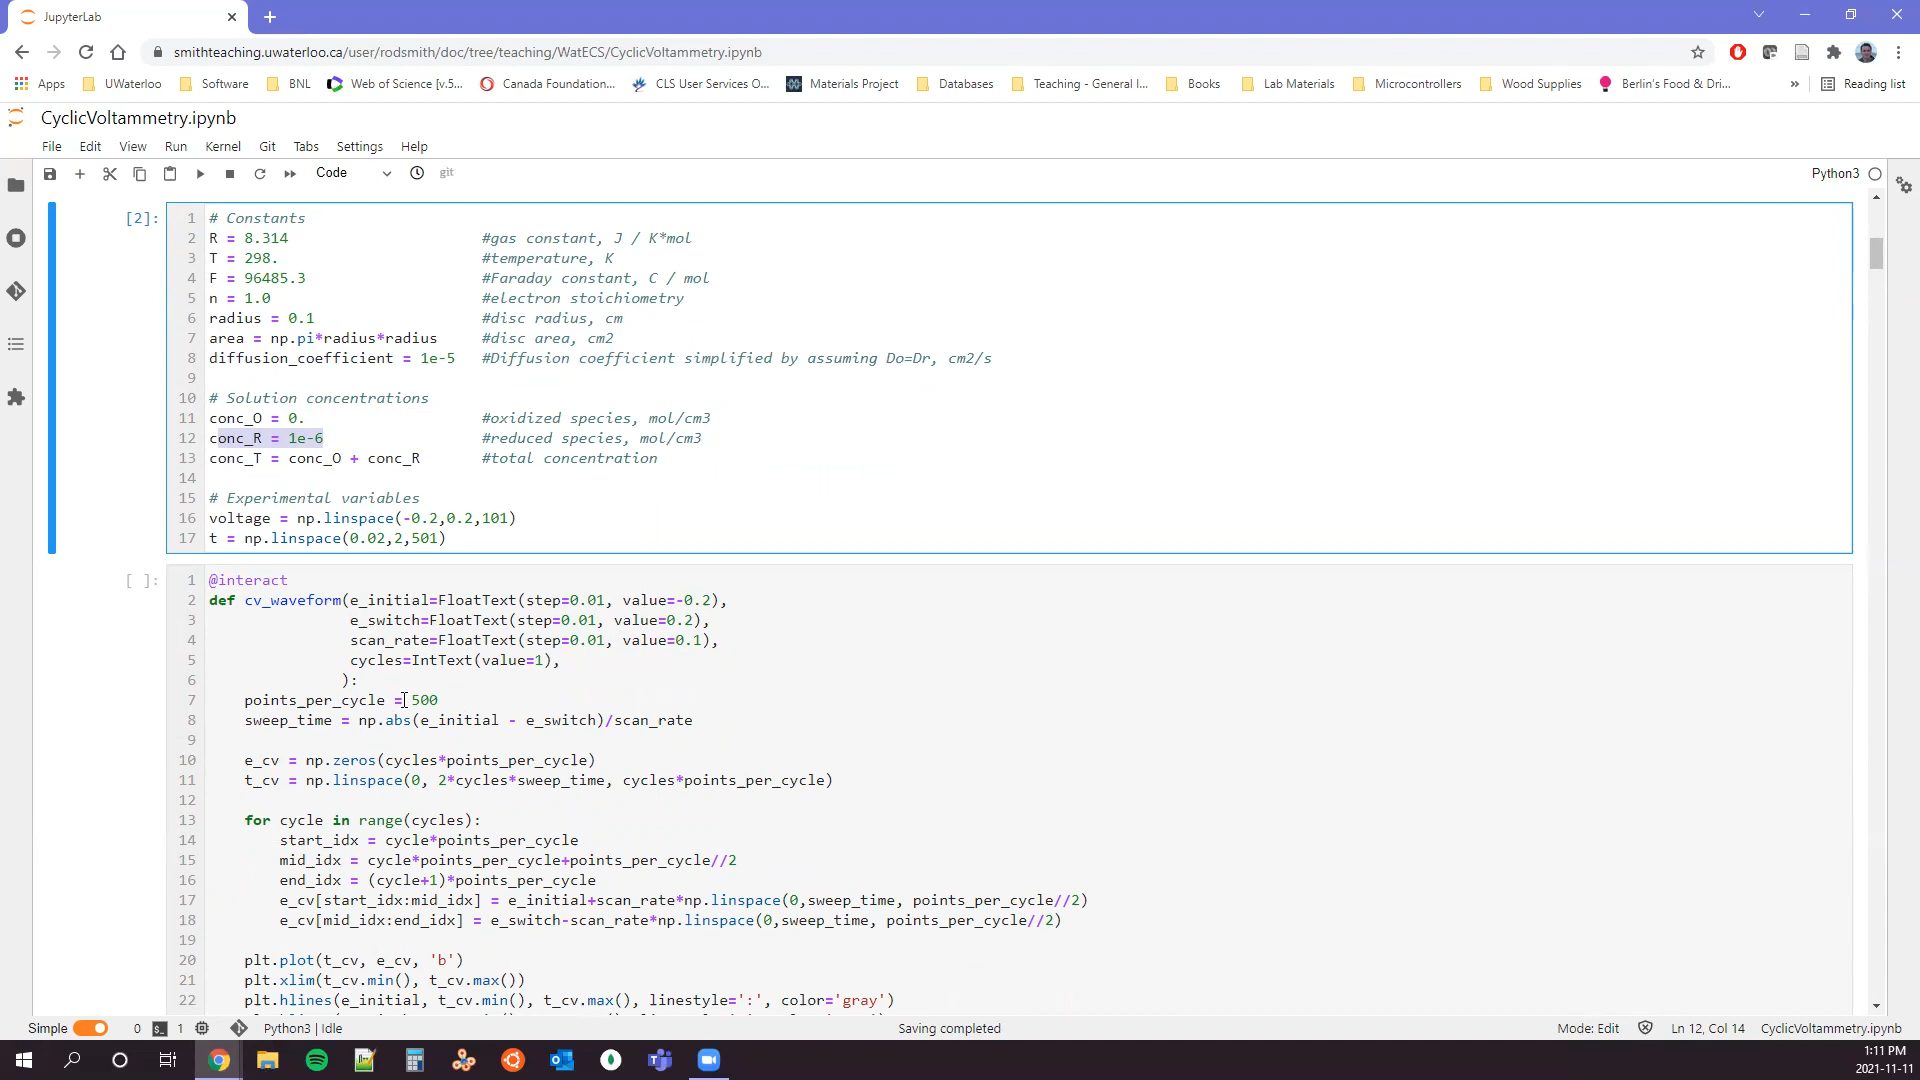 JupyterLab
smithteaching.uwaterloo.ca/user/rodsmith/doc/tree/teaching/WatECS/CyclicVoltammetry.ipynb
Apps UWaterloo Software BNL Web of Science [v.5... Canada Foundation... CLS User Services O... Materials Project Databases Teaching - General I... Books Lab Materials Microcontrollers Wood Supplies Berlin's Food & Dri... » Reading list
CyclicVoltammetry.ipynb
File Edit View Run Kernel Git Tabs Settings Help
Code git Python3
[2]:
1 # Constants
2 R = 8.314 #gas constant, J / K*mol
3 T = 298. #temperature, K
4 F = 96485.3 #Faraday constant, C / mol
5 n = 1.0 #electron stoichiometry
6 radius = 0.1 #disc radius, cm
7 area = np.pi*radius*radius #disc area, cm2
8 diffusion_coefficient = 1e-5 #Diffusion coefficient simplified by assuming Do=Dr, cm2/s
9
10 # Solution concentrations
11 conc_O = 0. #oxidized species, mol/cm3
12 conc_R = 1e-6 #reduced species, mol/cm3
13 conc_T = conc_O + conc_R #total concentration
14
15 # Experimental variables
16 voltage = np.linspace(-0.2,0.2,101)
17 t = np.linspace(0.02,2,501)
[ ]:
1 @interact
2 def cv_waveform(e_initial=FloatText(step=0.01, value=-0.2),
3 e_switch=FloatText(step=0.01, value=0.2),
4 scan_rate=FloatText(step=0.01, value=0.1),
5 cycles=IntText(value=1),
6 ):
7 points_per_cycle = 500
8 sweep_time = np.abs(e_initial - e_switch)/scan_rate
9
10 e_cv = np.zeros(cycles*points_per_cycle)
11 t_cv = np.linspace(0, 2*cycles*sweep_time, cycles*points_per_cycle)
12
13 for cycle in range(cycles):
14 start_idx = cycle*points_per_cycle
15 mid_idx = cycle*points_per_cycle+points_per_cycle//2
16 end_idx = (cycle+1)*points_per_cycle
17 e_cv[start_idx:mid_idx] = e_initial+scan_rate*np.linspace(0,sweep_time, points_per_cycle//2)
18 e_cv[mid_idx:end_idx] = e_switch-scan_rate*np.linspace(0,sweep_time, points_per_cycle//2)
19
20 plt.plot(t_cv, e_cv, 'b')
21 plt.xlim(t_cv.min(), t_cv.max())
22 plt.hlines(e_initial, t_cv.min(), t_cv.max(), linestyle=':', color='gray')
Simple 0 1 Python3 | Idle Saving completed Mode: Edit Ln 12, Col 14 CyclicVoltammetry.ipynb
1:11 PM
2021-11-11